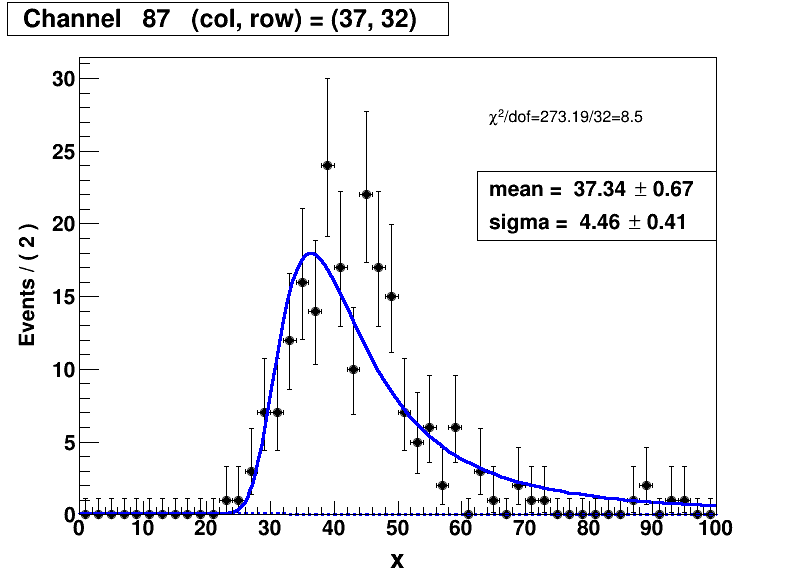 Channel 87 (col, row) = (37, 32)
χ²/dof=273.19/32=8.5
mean = 37.34 ± 0.67
sigma = 4.46 ± 0.41
Events / ( 2 )
30
25
20
15
10
5
0
0 10 20 30 40 50 60 70 80 90 100
x